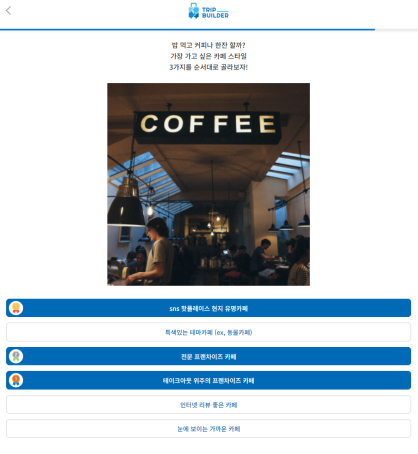 TRIP
BUILDER
밥 먹고 커피나 한잔 할까?
가장 가고 싶은 카페 스타일
3가지를 순서대로 골라보자!
COFFEE
sns 핫플레이스 현지 유명카페
특색있는 테마카페 (ex, 동물카페)
전문 프랜차이즈 카페
테이크아웃 위주의 프랜차이즈 카페
인터넷 리뷰 좋은 카페
눈에 보이는 가까운 카페